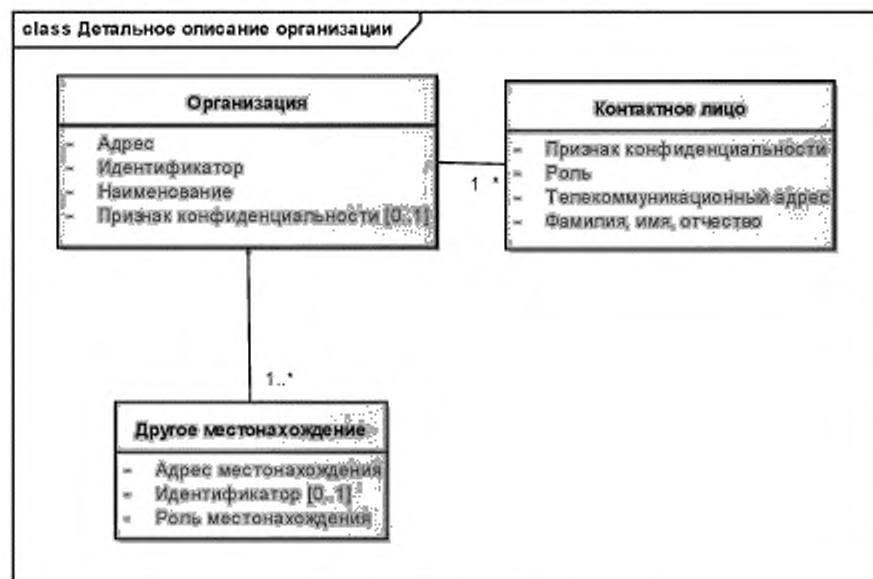 class Детальное описание организации
Организация
- Адрес
- Идентификатор
- Наименование
- Признак конфиденциальности [0..1]
Контактное лицо
- Признак конфиденциальности
- Роль
- Телекоммуникационный адрес
- Фамилия, имя, отчество
1 *
1..*
Другое местонахождение
- Адрес местонахождения
- Идентификатор [0..1]
- Роль местонахождения